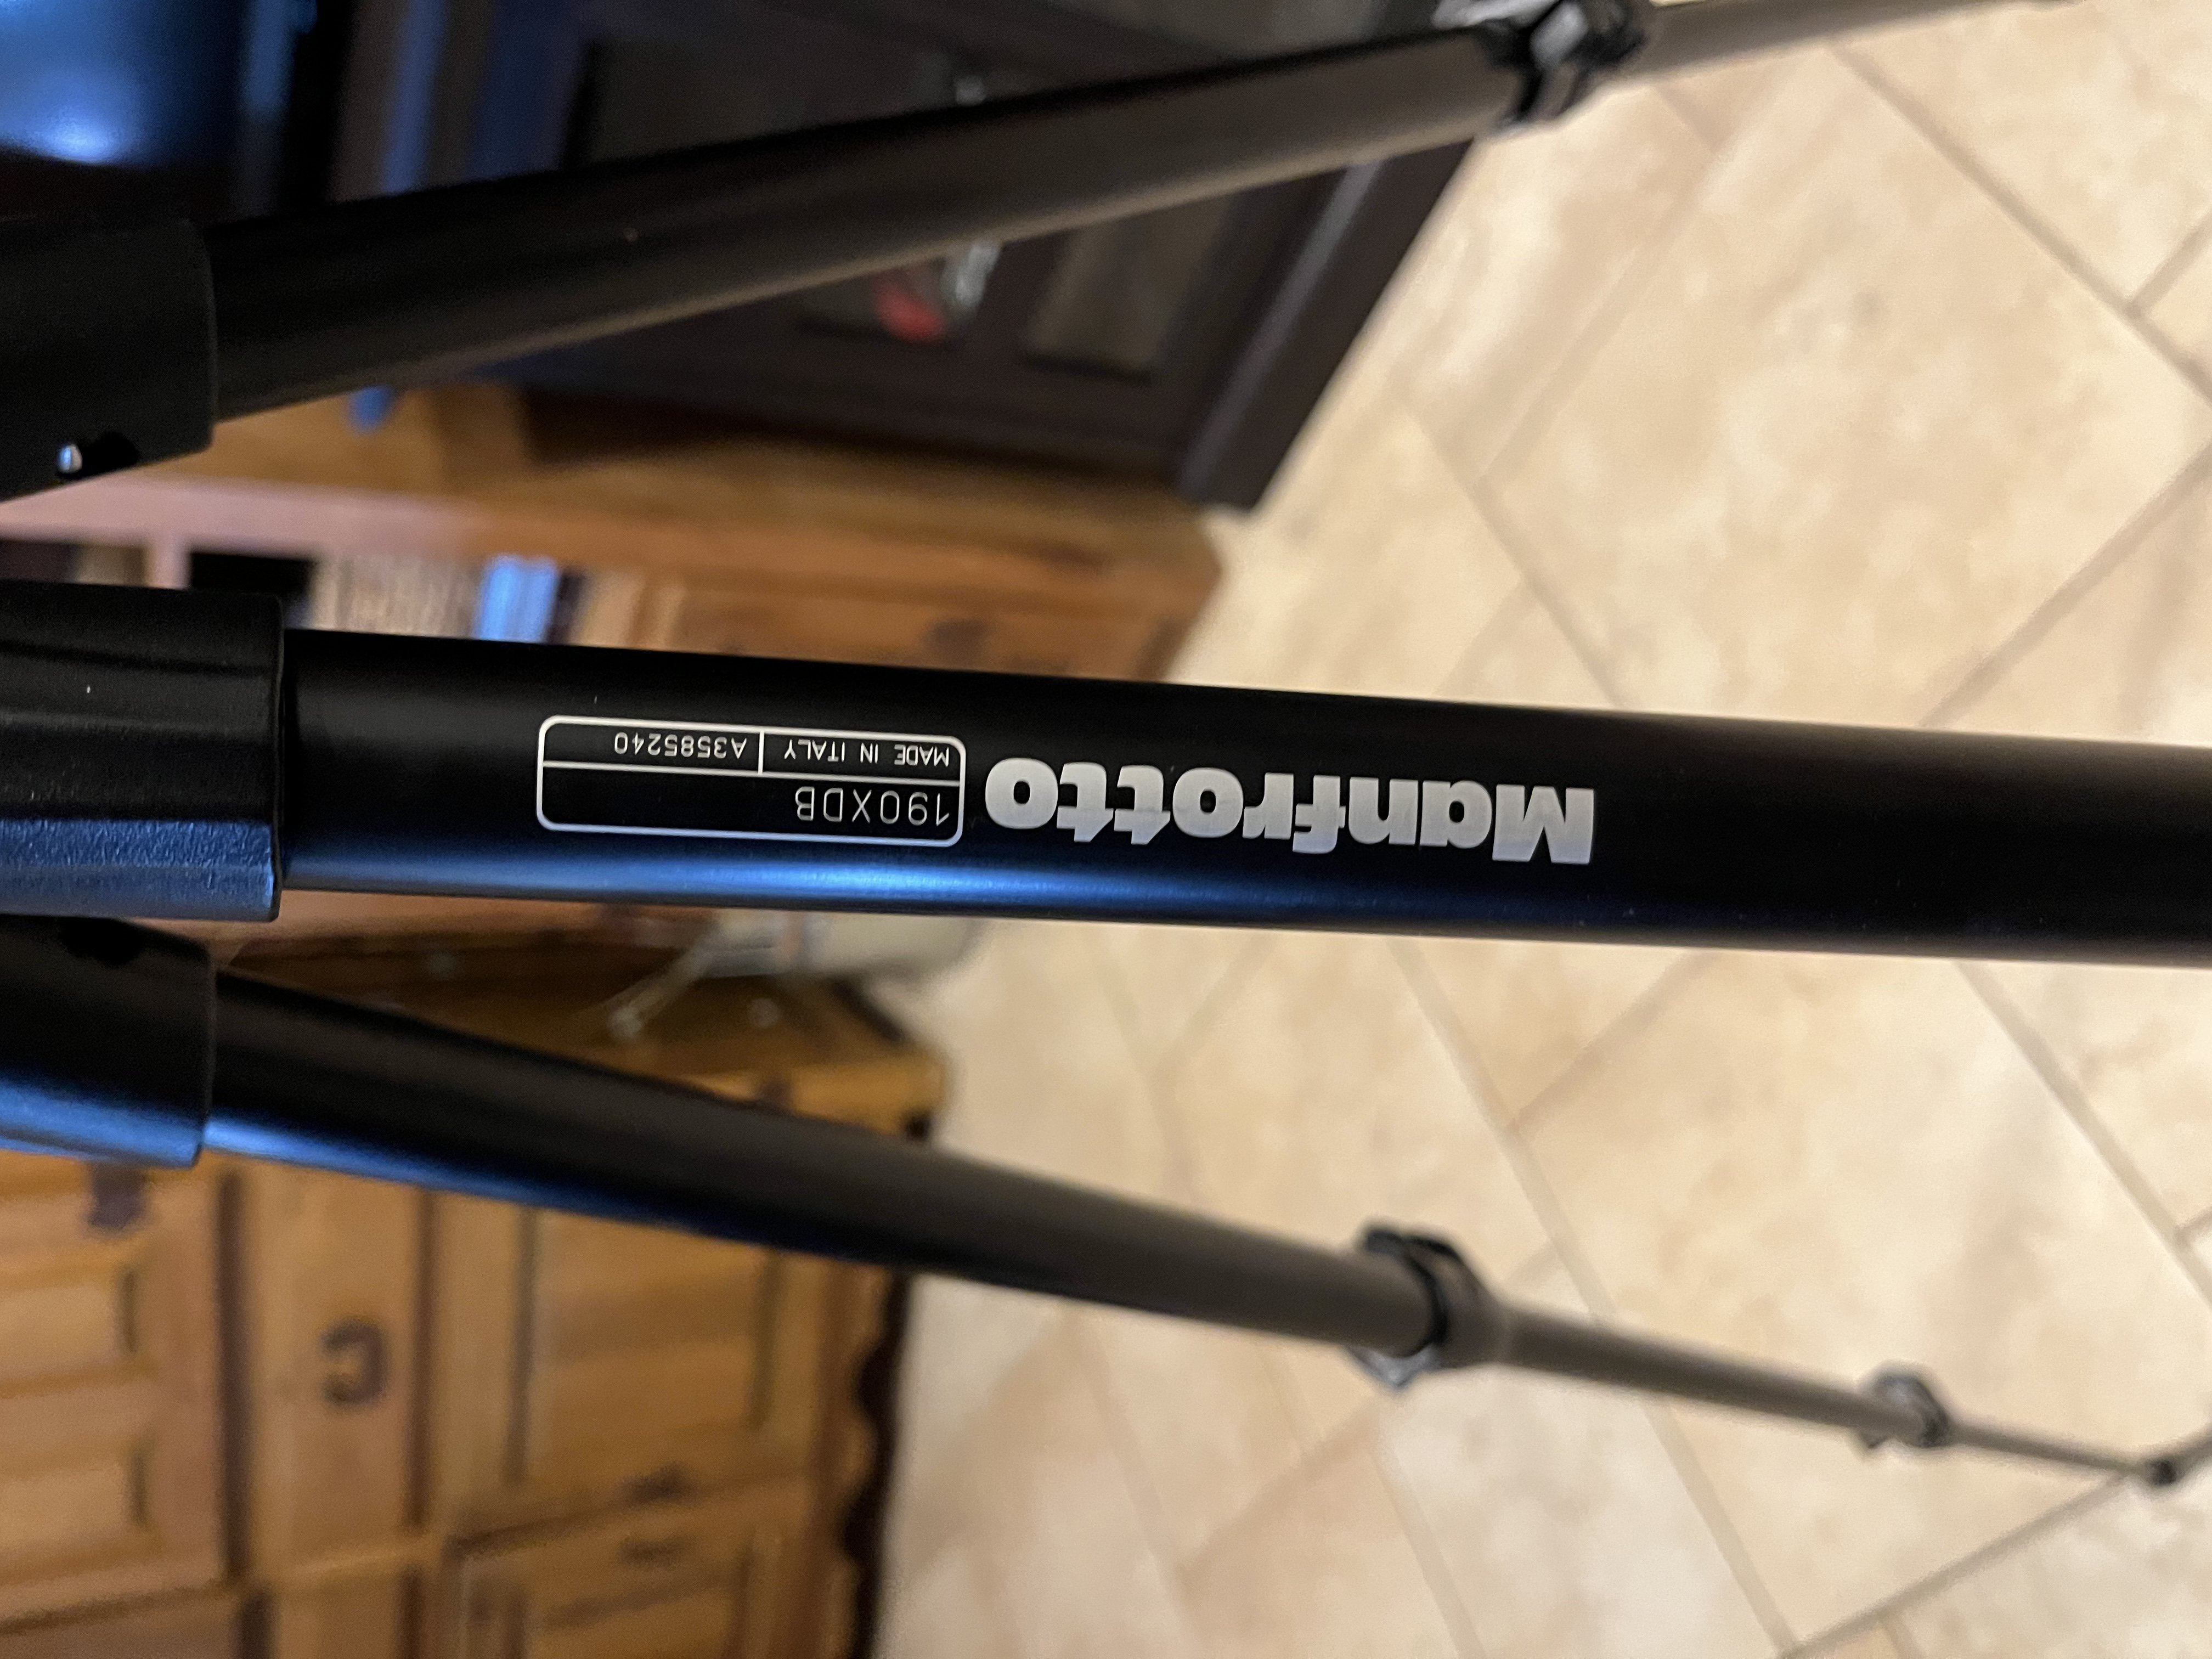 Manfrotto
190XDB
MADE IN ITALY
A3585240